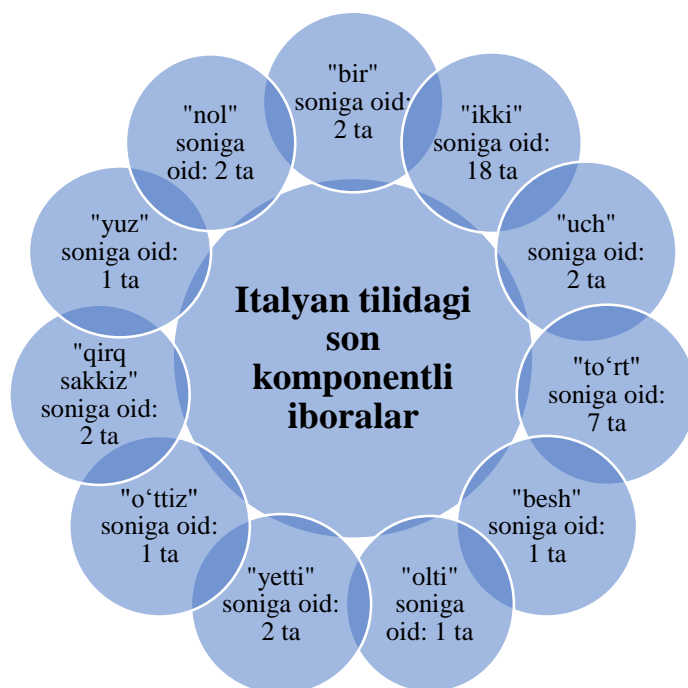 "bir"
soniga oid:
2 ta
"ikki"
soniga oid:
18 ta
"uch"
soniga oid:
2 ta
"to‘rt"
soniga oid:
7 ta
"besh"
soniga oid:
1 ta
"olti"
soniga
oid: 1 ta
"yetti"
soniga oid:
2 ta
"o‘ttiz"
soniga oid:
1 ta
"qirq
sakkiz"
soniga oid:
2 ta
"yuz"
soniga oid:
1 ta
"nol"
soniga
oid: 2 ta
Italyan tilidagi
son
komponentli
iboralar